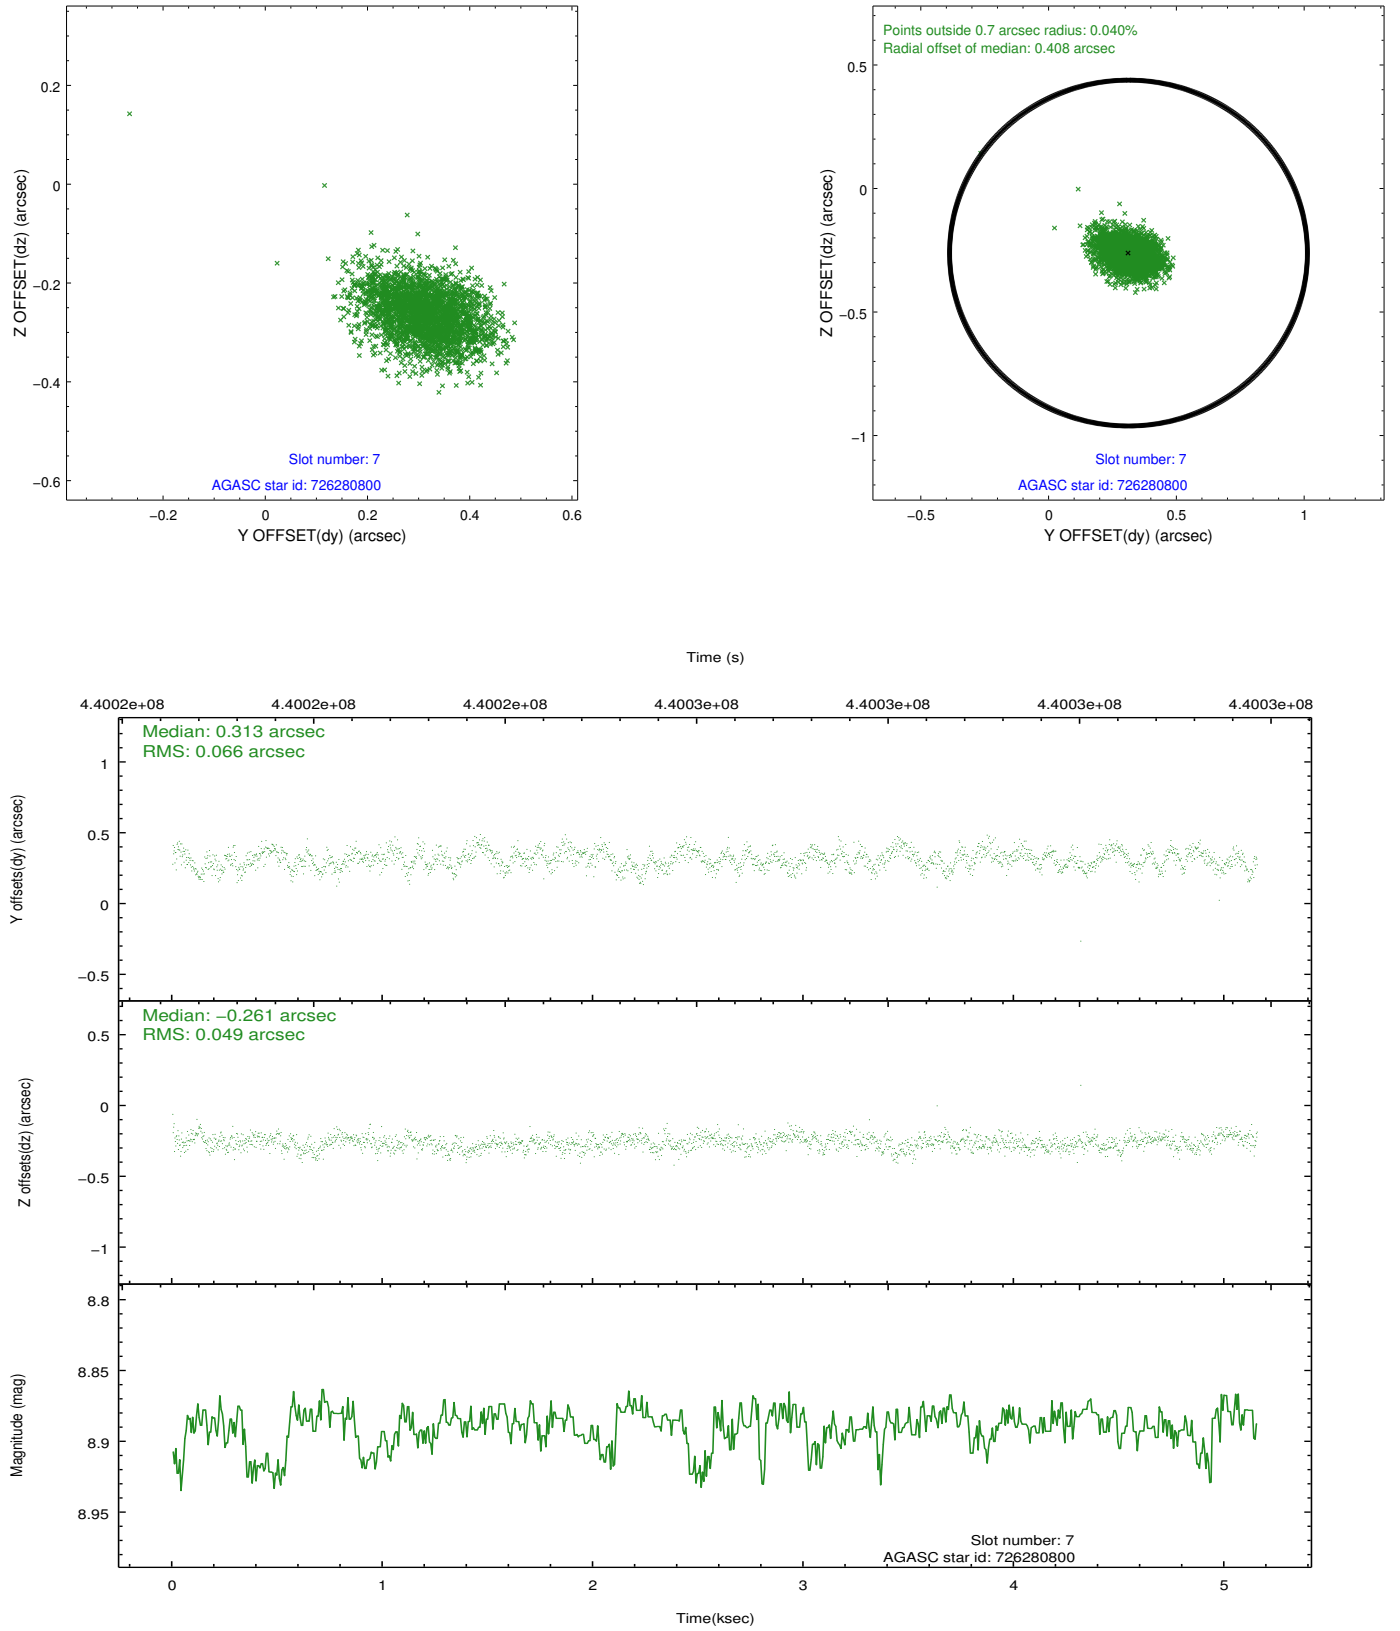 0.2
0
−0.2
−0.4
−0.6
Z OFFSET(dz) (arcsec)
Slot number: 7
AGASC star id: 726280800
−0.2 0 0.2 0.4 0.6
Y OFFSET(dy) (arcsec)
Points outside 0.7 arcsec radius: 0.040%
Radial offset of median: 0.408 arcsec
0.5
0
−0.5
−1
Z OFFSET(dz) (arcsec)
Slot number: 7
AGASC star id: 726280800
−0.5 0 0.5 1
Y OFFSET(dy) (arcsec)
Time (s)
4.4002e+08 4.4002e+08 4.4002e+08 4.4003e+08 4.4003e+08 4.4003e+08 4.4003e+08
Median: 0.313 arcsec
RMS: 0.066 arcsec
1
0.5
0
−0.5
Y offsets(dy) (arcsec)
Median: −0.261 arcsec
RMS: 0.049 arcsec
0.5
0
−0.5
−1
Z offsets(dz) (arcsec)
8.8
8.85
8.9
8.95
Magnitude (mag)
Slot number: 7
AGASC star id: 726280800
0 1 2 3 4 5
Time(ksec)